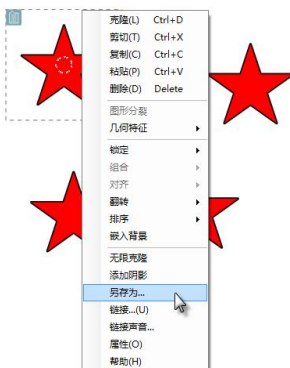 克隆(L) Ctrl+D
剪切(T) Ctrl+X
复制(C) Ctrl+C
粘贴(P) Ctrl+V
删除(D) Delete
图形分裂
几何特征
锁定
组合
对齐
翻转
排序
嵌入背景
无限克隆
添加阴影
另存为...
链接...(U)
链接声音...
属性(O)
帮助(H)